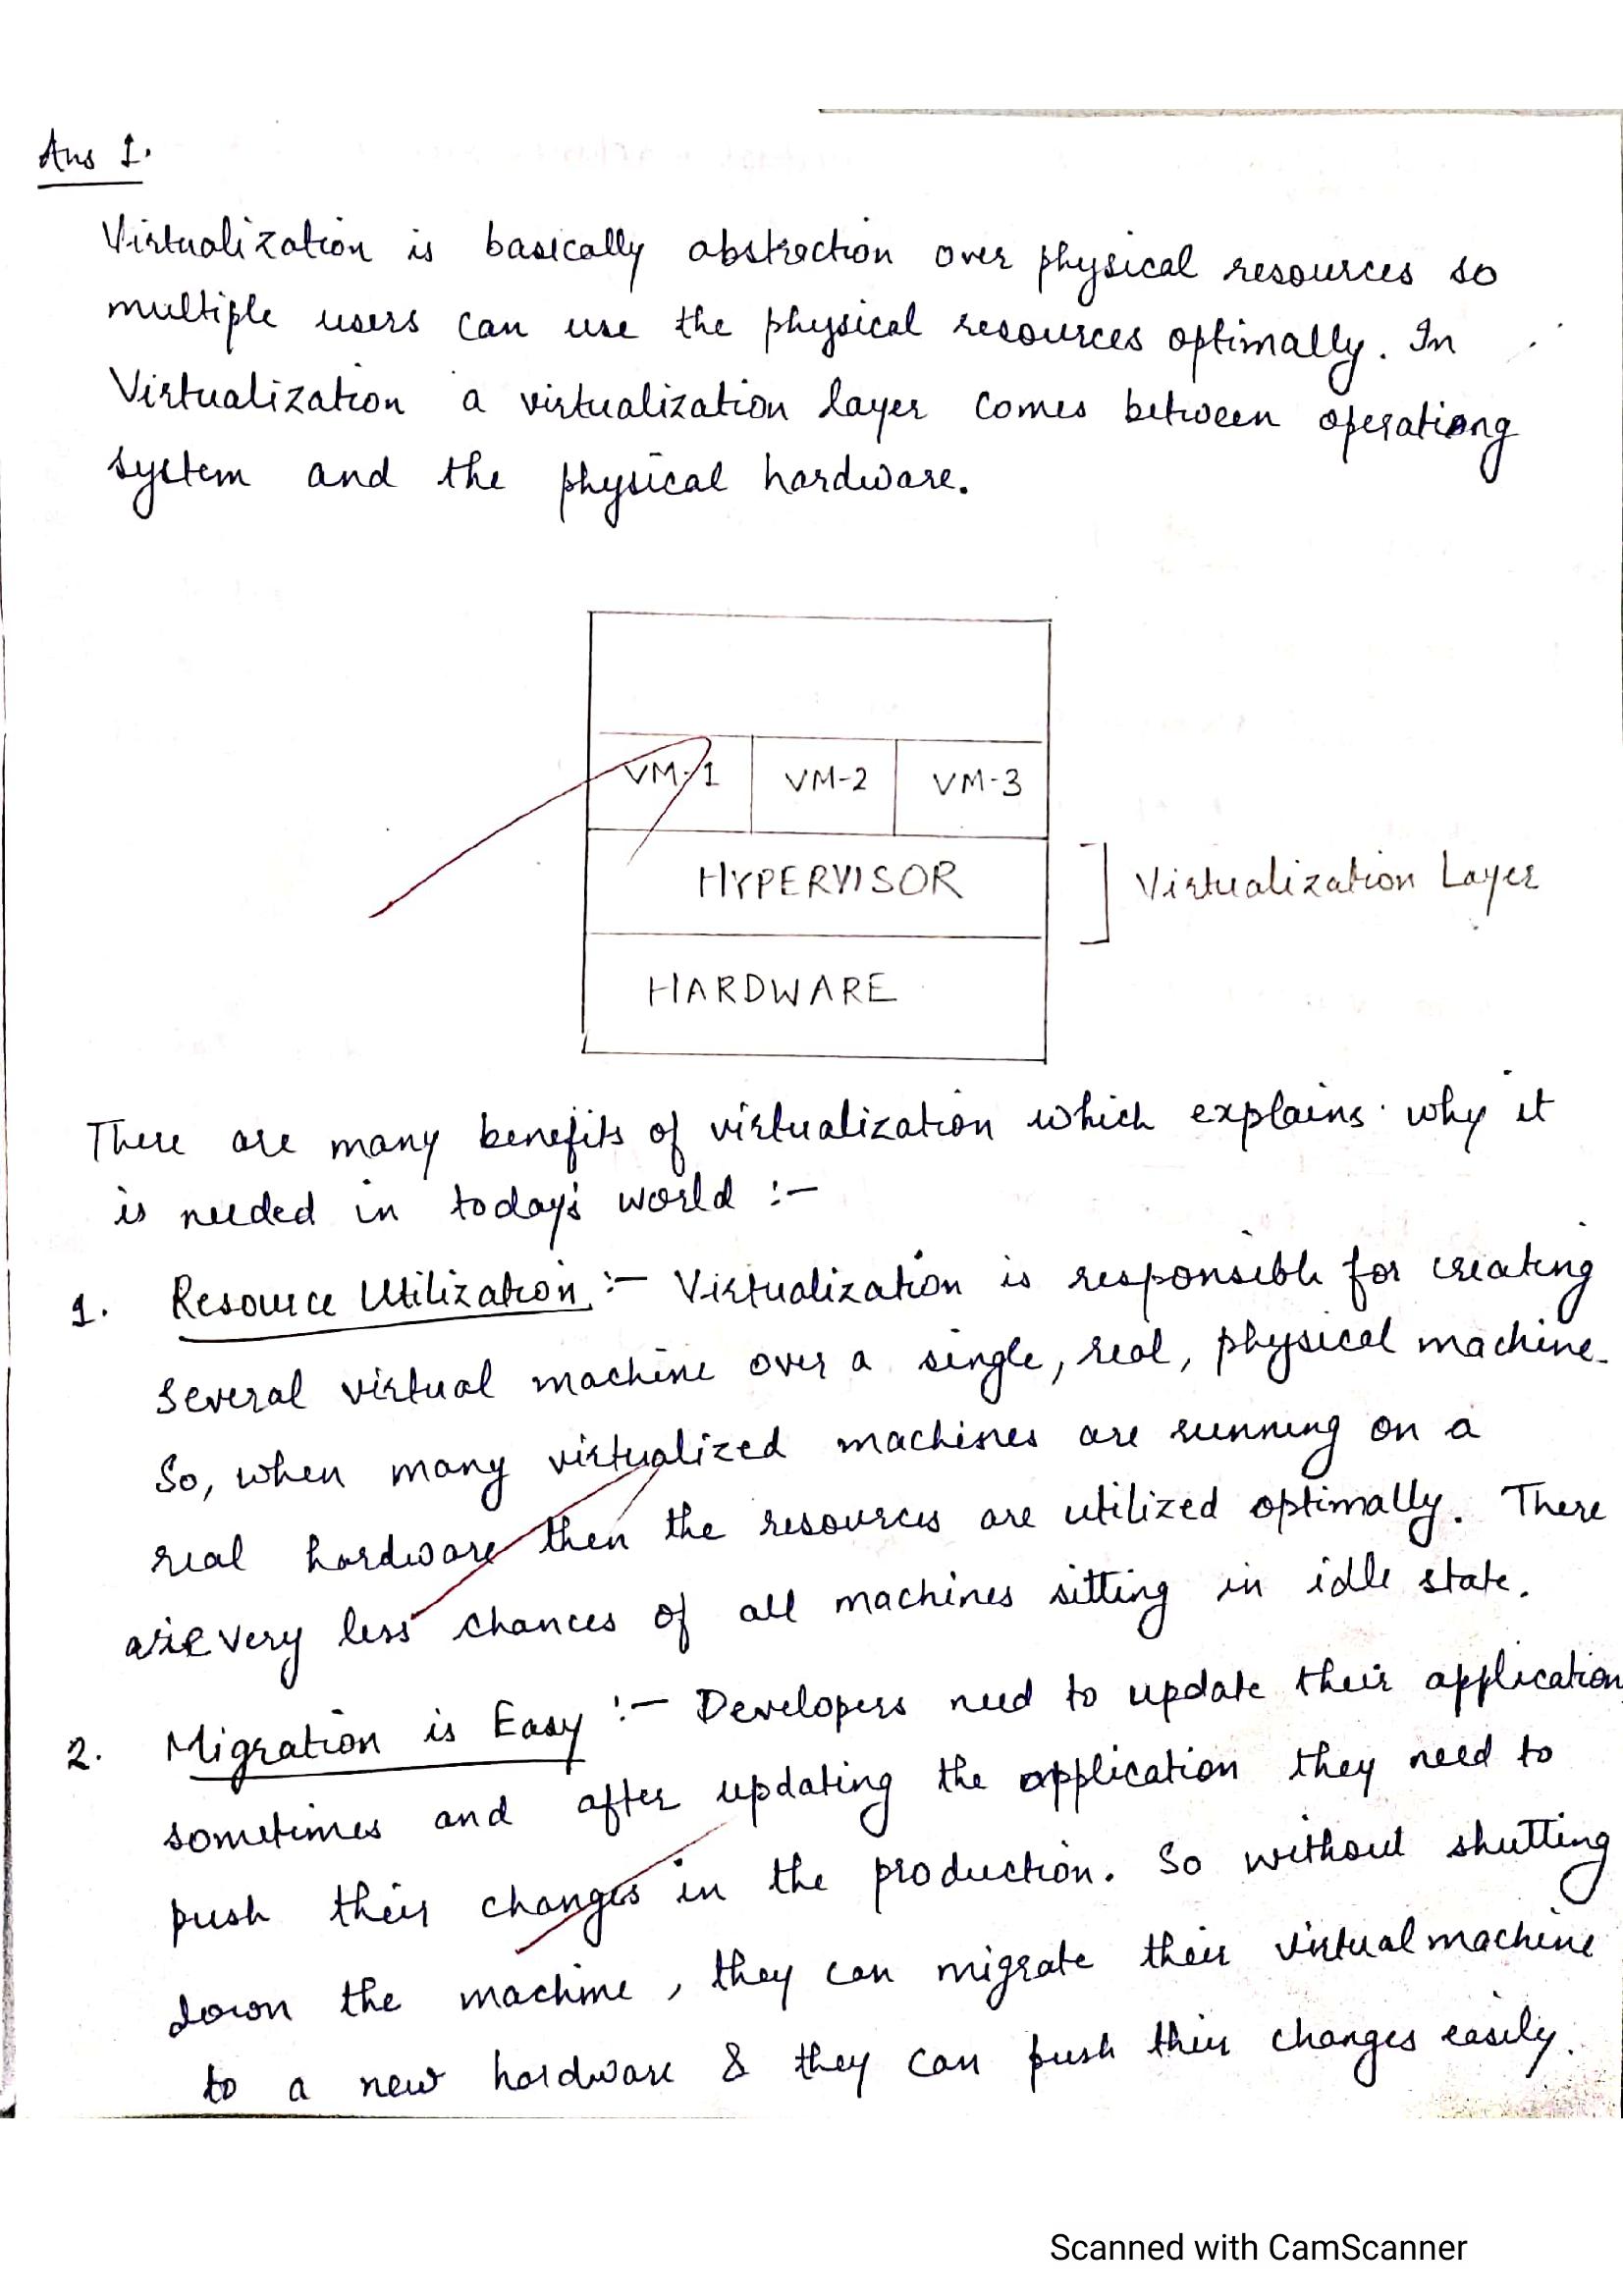 Ans 1.
Virtualization is basically abstraction over physical resources so
multiple users can use the physical resources optimally. In
Virtualization a virtualization layer comes between operationg
system and the physical hardware.
VM-1 VM-2 VM-3
HYPERVISOR
Virtualization Layer
HARDWARE
There are many benefits of virtualization which explains why it
is needed in today's world :-
1. Resource Utilization :- Virtualization is responsible for creating
several virtual machine over a single, real, physical machine.
So, when many virtualized machines are running on a
real hardware then the resources are utilized optimally. There
are very less chances of all machines sitting in idle state.
2. Migration is Easy :- Developers need to update their application
sometimes and after updating the application they need to
push their changes in the production. So without shutting
down the machine, they can migrate their virtual machine
to a new hardware & they can push their changes easily.
Scanned with CamScanner